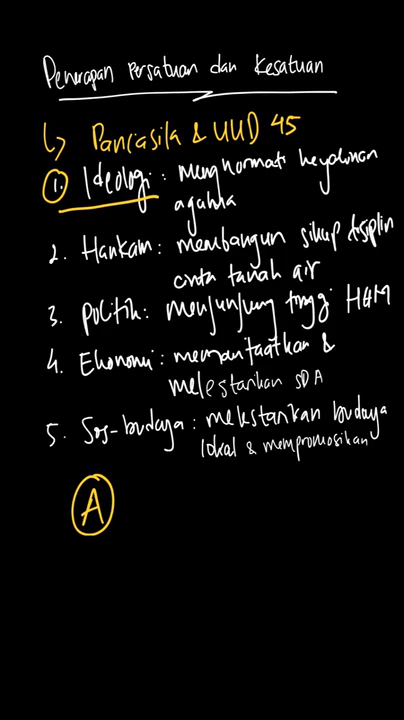 Penerapan Persatuan dan Kesatuan
↳ Pancasila & UUD 45
1. Ideologi : menghormati keyakinan
agama
2. Hankam : membangun sikap disiplin
cinta tanah air
3. Politik : menjunjung tinggi HAM
4. Ekonomi : memanfaatkan &
melestarikan SDA
5. Sos-budaya : melestarikan budaya
lokal & mempromosikan
A